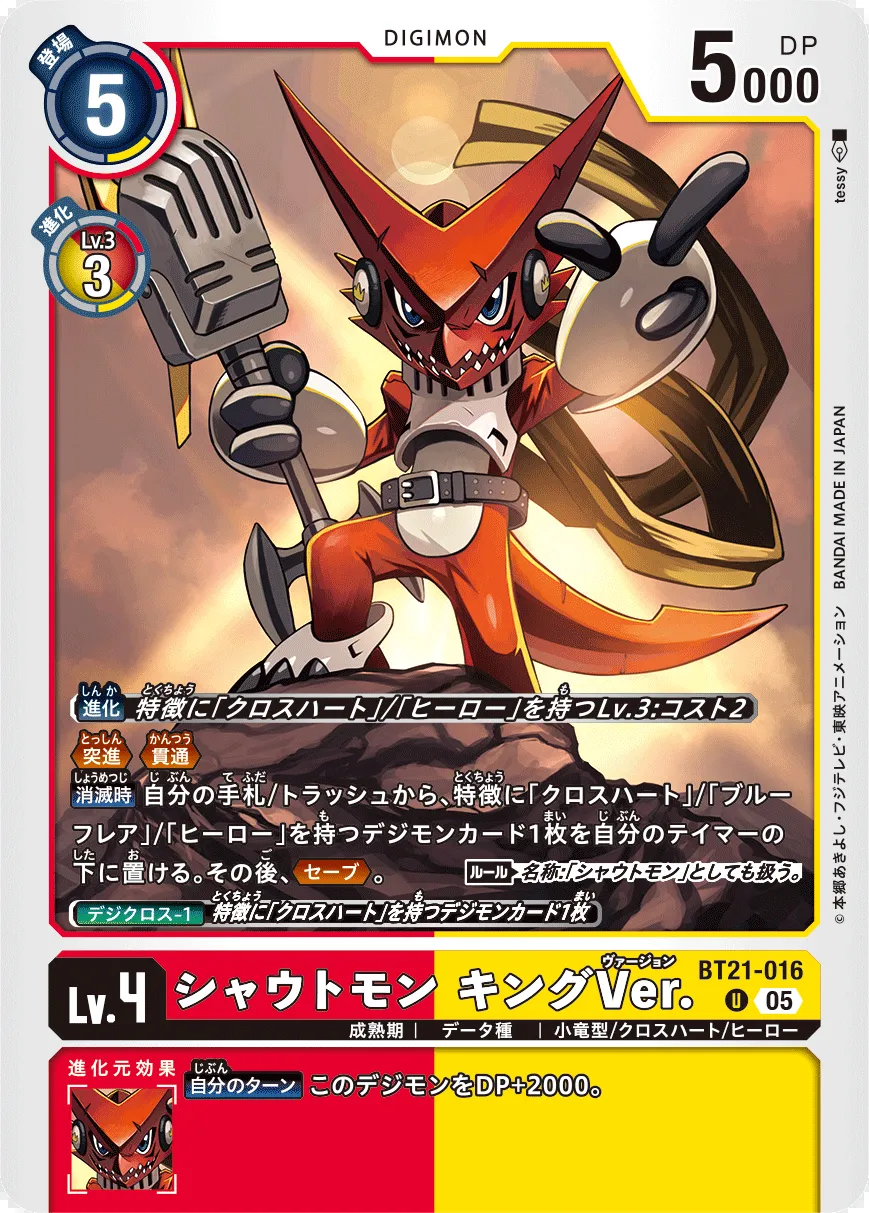 DIGIMON
登場
5
DP
5000
進化
Lv.3
3
tessy
進化 特徴に「クロスハート」/「ヒーロー」を持つLv.3:コスト2
突進 貫通
消滅時 自分の手札/トラッシュから、特徴に「クロスハート」/「ブルー
フレア」/「ヒーロー」を持つデジモンカード1枚を自分のテイマーの
下に置ける。その後、セーブ。 ルール 名称:「シャウトモン」としても扱う。
デジクロス-1 特徴に「クロスハート」を持つデジモンカード1枚
© 本郷あきよし・フジテレビ・東映アニメーション BANDAI MADE IN JAPAN
Lv.4
シャウトモン キングVer.
ヴァージョン
BT21-016
U 05
成熟期 | データ種 | 小竜型/クロスハート/ヒーロー
進化元効果
自分のターン このデジモンをDP+2000。